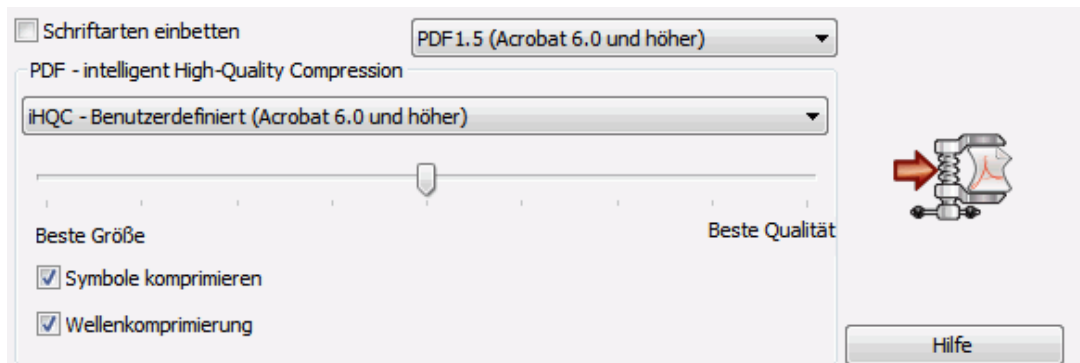 Schriftarten einbetten
PDF1.5 (Acrobat 6.0 und höher)
PDF - intelligent High-Quality Compression
iHQC - Benutzerdefiniert (Acrobat 6.0 und höher)
Beste Größe
Beste Qualität
Symbole komprimieren
Wellenkomprimierung
Hilfe